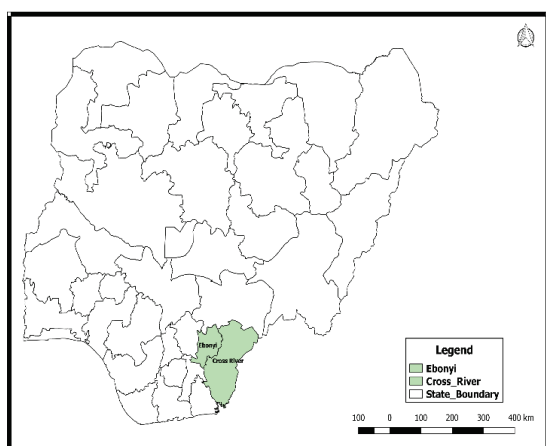 Ebonyi
Cross River
Legend
Ebonyi
Cross_River
State_Boundary
100 0 100 200 300 400 km